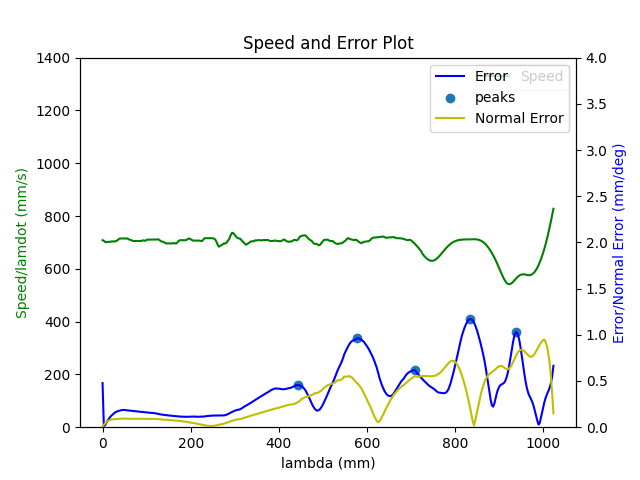 Speed and Error Plot
Error
Speed
peaks
Normal Error
1400
1200
1000
800
600
400
200
0
4.0
3.5
3.0
2.5
2.0
1.5
1.0
0.5
0.0
0
200
400
600
800
1000
Speed/lamdot (mm/s)
Error/Normal Error (mm/deg)
lambda (mm)